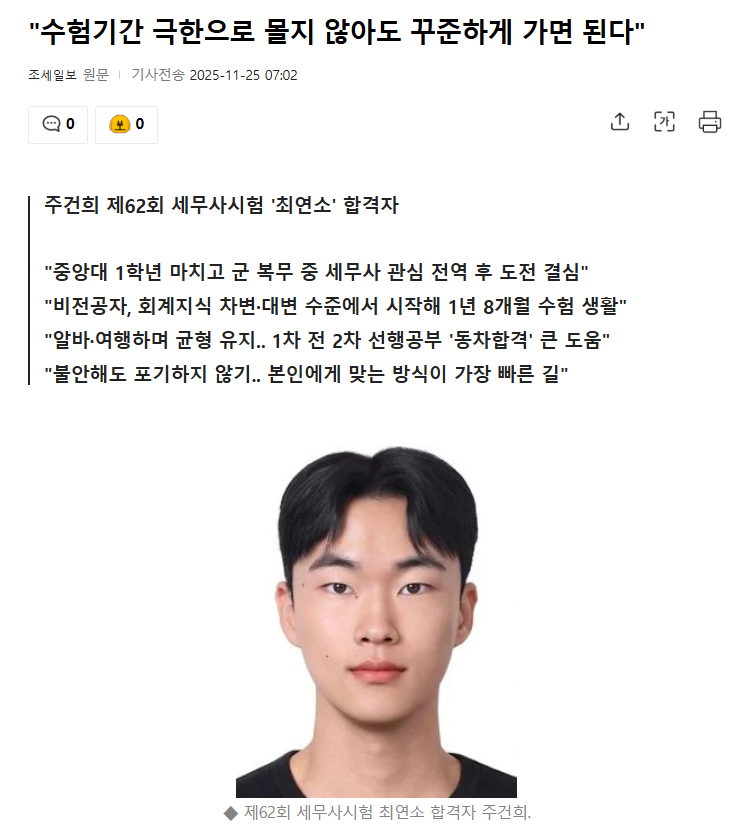 "수험기간 극한으로 몰지 않아도 꾸준하게 가면 된다"
조세일보 원문 기사전송 2025-11-25 07:02
0 0
가
주건희 제62회 세무사시험 '최연소' 합격자
"중앙대 1학년 마치고 군 복무 중 세무사 관심 전역 후 도전 결심"
"비전공자, 회계지식 차변·대변 수준에서 시작해 1년 8개월 수험 생활"
"알바·여행하며 균형 유지.. 1차 전 2차 선행공부 '동차합격' 큰 도움"
"불안해도 포기하지 않기.. 본인에게 맞는 방식이 가장 빠른 길"
◆ 제62회 세무사시험 최연소 합격자 주건희.